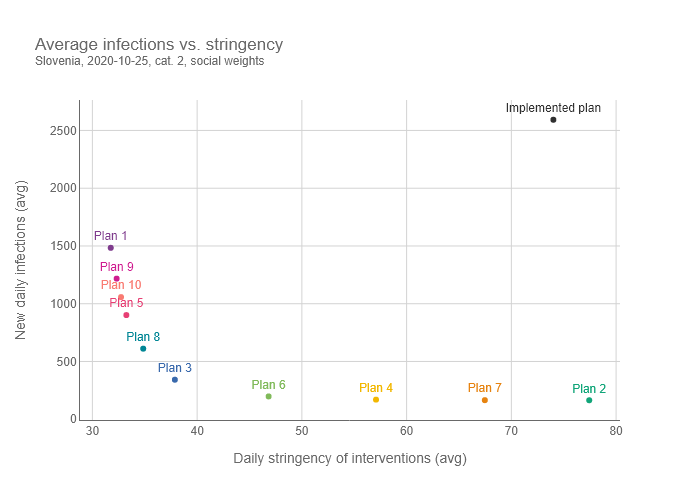 Average infections vs. stringency
Slovenia, 2020-10-25, cat. 2, social weights
Implemented plan
2500
2000
1500
1000
500
0
New daily infections (avg)
Plan 1
Plan 9
Plan 10
Plan 5
Plan 8
Plan 3
Plan 6
Plan 4
Plan 7
Plan 2
30
40
50
60
70
80
Daily stringency of interventions (avg)